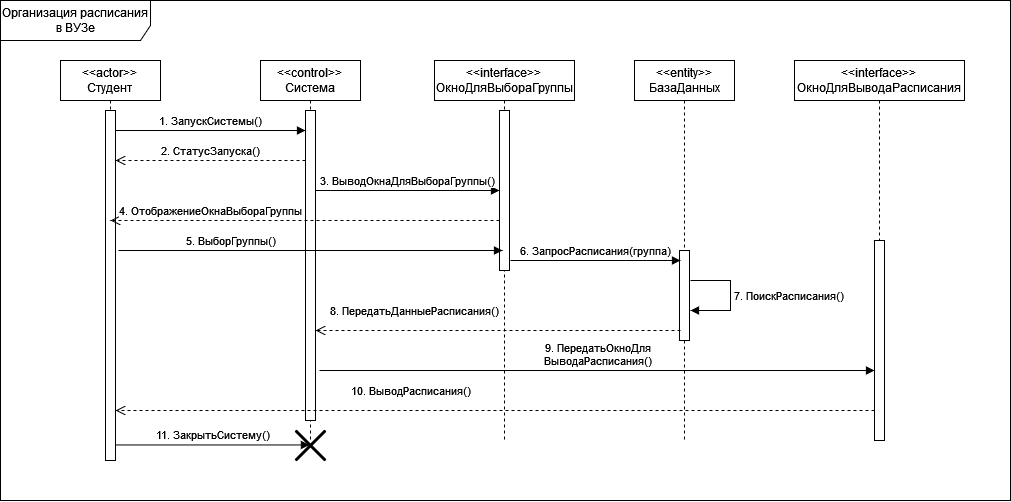 Организация расписания
в ВУЗе
<<actor>>
Студент
<<control>>
Система
<<interface>>
ОкноДляВыбораГруппы
<<entity>>
БазаДанных
<<interface>>
ОкноДляВыводаРасписания
1. ЗапускСистемы()
2. СтатусЗапуска()
3. ВыводОкнаДляВыбораГруппы()
4. ОтображениеОкнаВыбораГруппы
5. ВыборГруппы()
6. ЗапросРасписания(группа)
7. ПоискРасписания()
8. ПередатьДанныеРасписания()
9. ПередатьОкноДля
ВыводаРасписания()
10. ВыводРасписания()
11. ЗакрытьСистему()